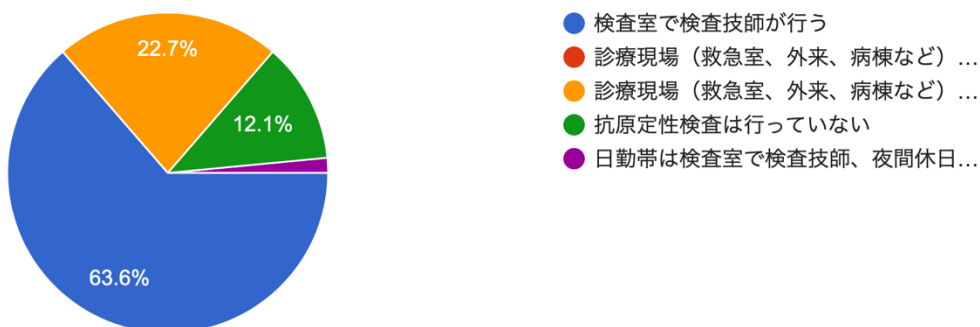 22.7%
12.1%
63.6%
検査室で検査技師が行う
診療現場（救急室、外来、病棟など）…
診療現場（救急室、外来、病棟など）…
抗原定性検査は行っていない
日勤帯は検査室で検査技師、夜間休日…